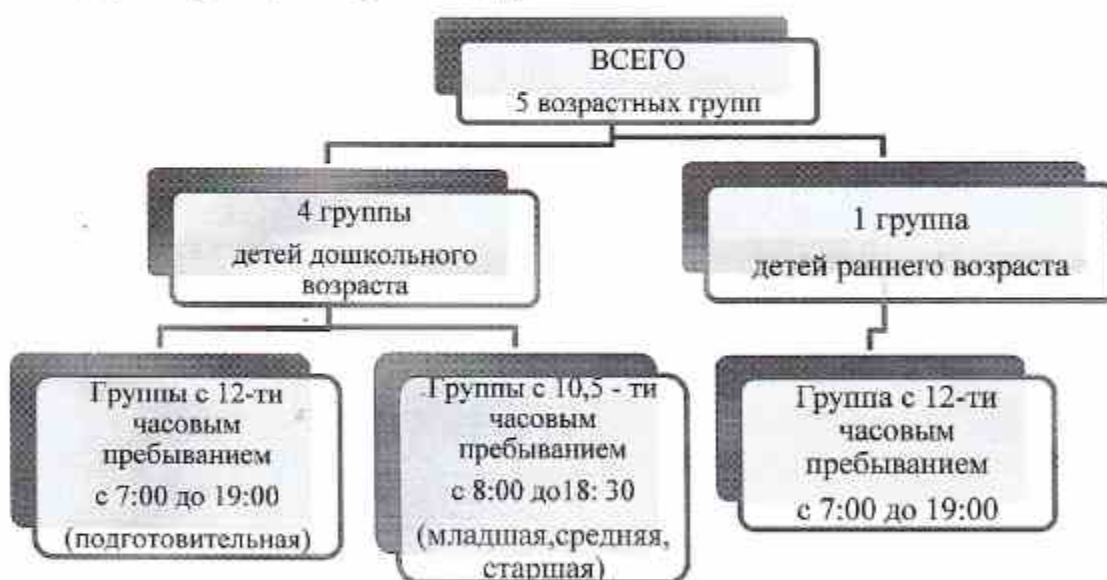 ВСЕГО
5 возрастных групп
4 группы
детей дошкольного
возраста
1 группа
детей раннего возраста
Группы с 12-ти
часовым
пребыванием
с 7:00 до 19:00
(подготовительная)
Группы с 10,5 - ти
часовым
пребыванием
с 8:00 до18: 30
(младшая,средняя,
старшая)
Группа с 12-ти
часовым
пребыванием
с 7:00 до 19:00